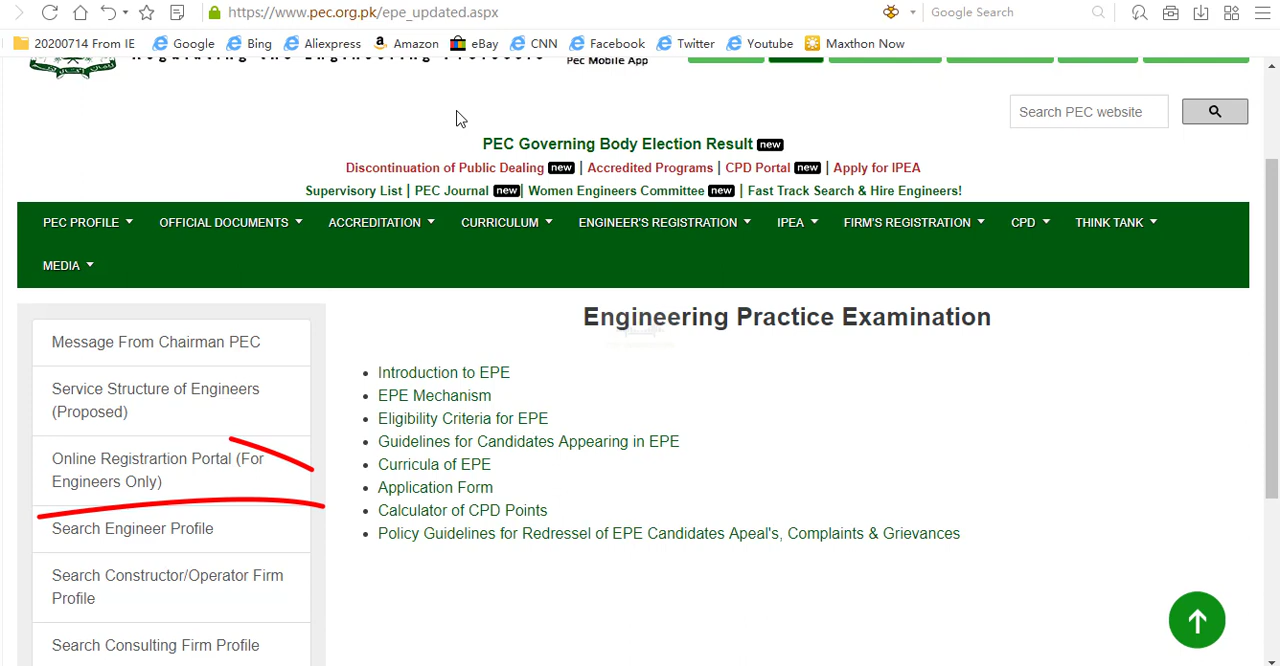 https://www.pec.org.pk/epe_updated.aspx
Google Search
20200714 From IE Google Bing Aliexpress Amazon eBay CNN Facebook Twitter Youtube Maxthon Now
Pec Mobile App
Search PEC website
PEC Governing Body Election Result new
Discontinuation of Public Dealing new | Accredited Programs | CPD Portal new | Apply for IPEA
Supervisory List | PEC Journal new | Women Engineers Committee new | Fast Track Search & Hire Engineers!
PEC PROFILE OFFICIAL DOCUMENTS ACCREDITATION CURRICULUM ENGINEER'S REGISTRATION IPEA FIRM'S REGISTRATION CPD THINK TANK
MEDIA
Message From Chairman PEC
Service Structure of Engineers
(Proposed)
Online Registrartion Portal (For
Engineers Only)
Search Engineer Profile
Search Constructor/Operator Firm
Profile
Search Consulting Firm Profile
Engineering Practice Examination
Introduction to EPE
EPE Mechanism
Eligibility Criteria for EPE
Guidelines for Candidates Appearing in EPE
Curricula of EPE
Application Form
Calculator of CPD Points
Policy Guidelines for Redressel of EPE Candidates Apeal's, Complaints & Grievances